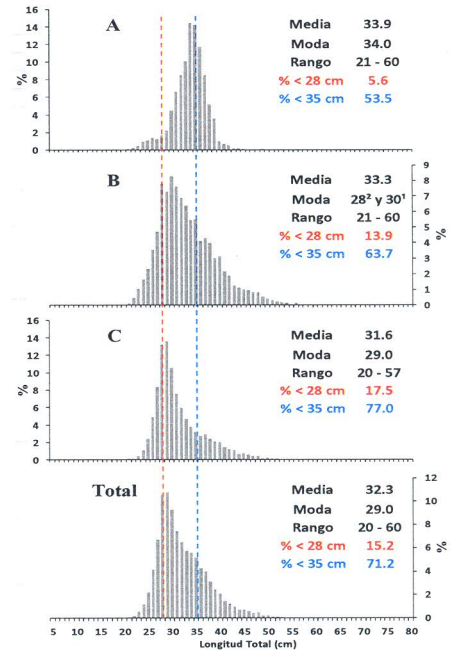 A
Media 33.9
Moda 34.0
Rango 21 - 60
% < 28 cm 5.6
% < 35 cm 53.5
16
14
12
10
8
6
4
2
0
%
B
Media 33.3
Moda 28² y 30¹
Rango 21 - 60
% < 28 cm 13.9
% < 35 cm 63.7
9
8
7
6
5
4
3
2
1
0
%
C
Media 31.6
Moda 29.0
Rango 20 - 57
% < 28 cm 17.5
% < 35 cm 77.0
16
14
12
10
8
6
4
2
0
%
Total
Media 32.3
Moda 29.0
Rango 20 - 60
% < 28 cm 15.2
% < 35 cm 71.2
12
10
8
6
4
2
0
%
5 10 15 20 25 30 35 40 45 50 55 60 65 70 75 80
Longitud Total (cm)